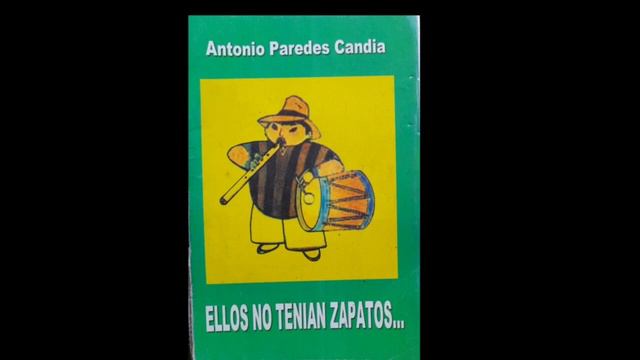 Antonio Paredes Candia
ELLOS NO TENIAN ZAPATOS...